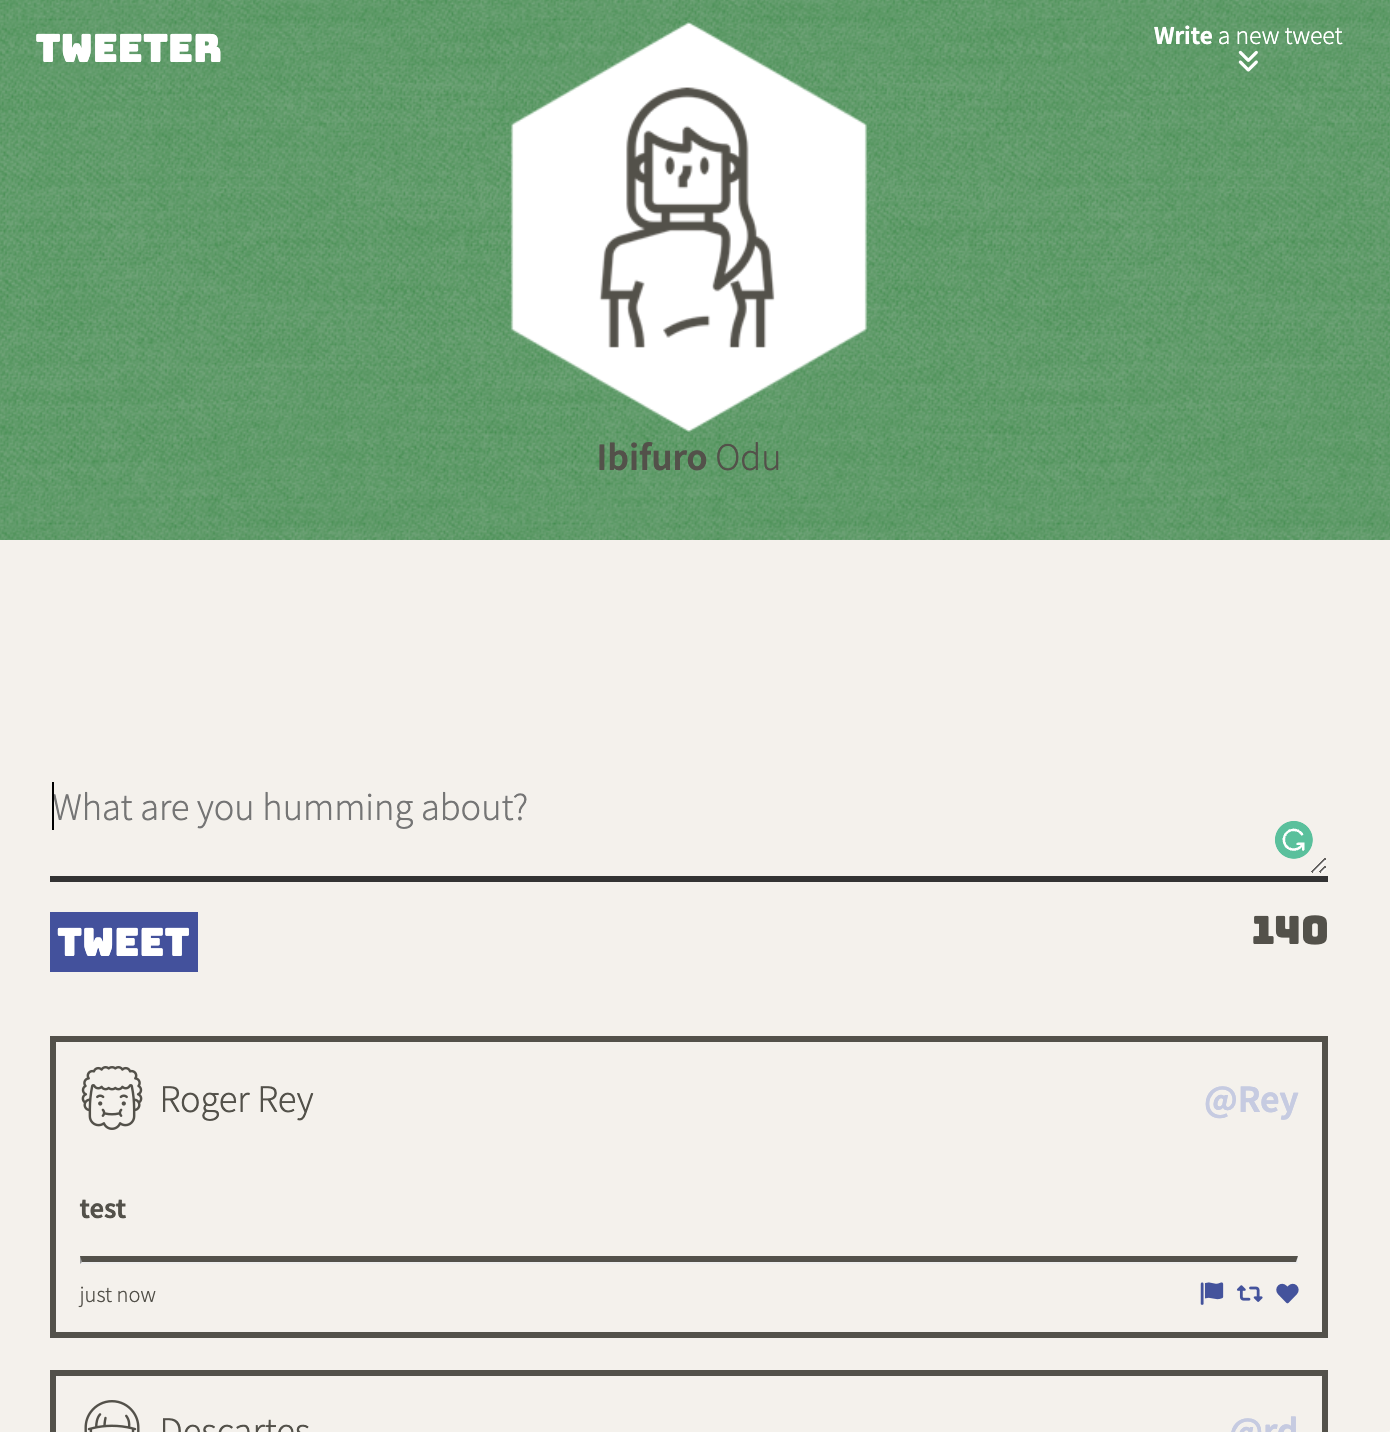 TWEETER
Write a new tweet
Ibifuro Odu
What are you humming about?
TWEET
140
Roger Rey
@Rey
test
just now
Descartes
@rd